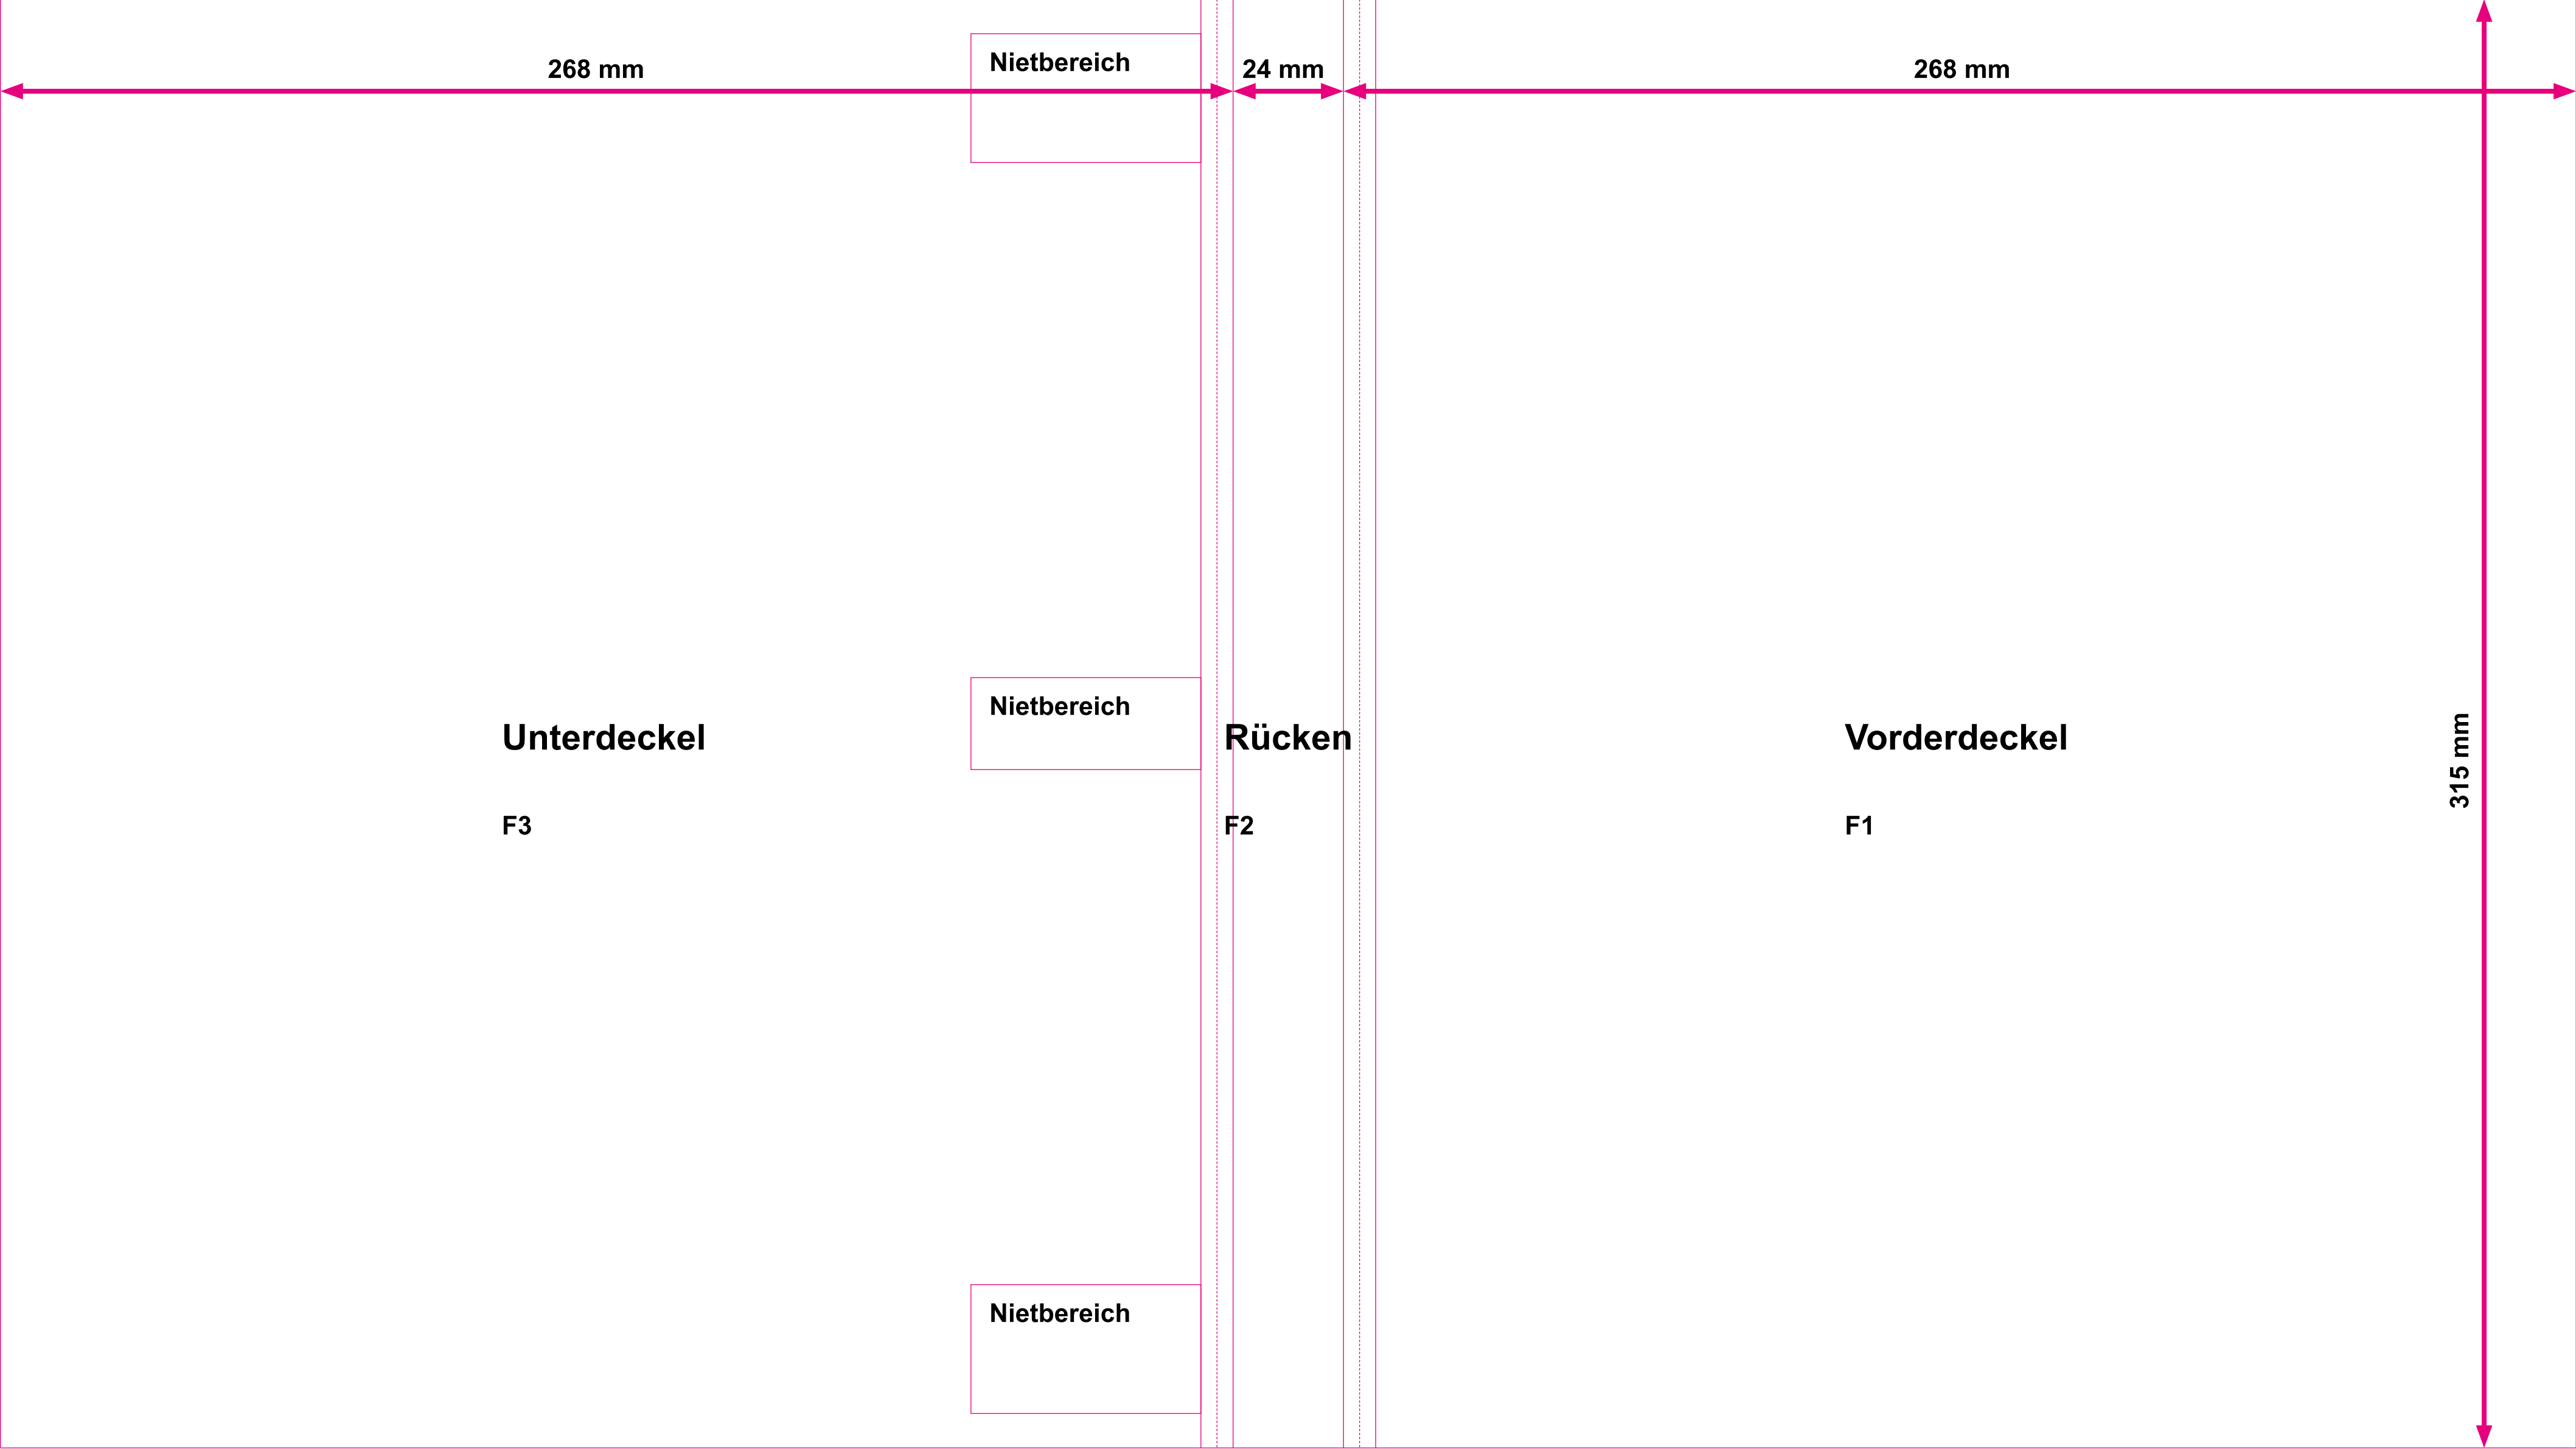 Nietbereich
268 mm
24 mm
268 mm
Nietbereich
Unterdeckel
Rücken
Vorderdeckel
315 mm
F3
F2
F1
Nietbereich